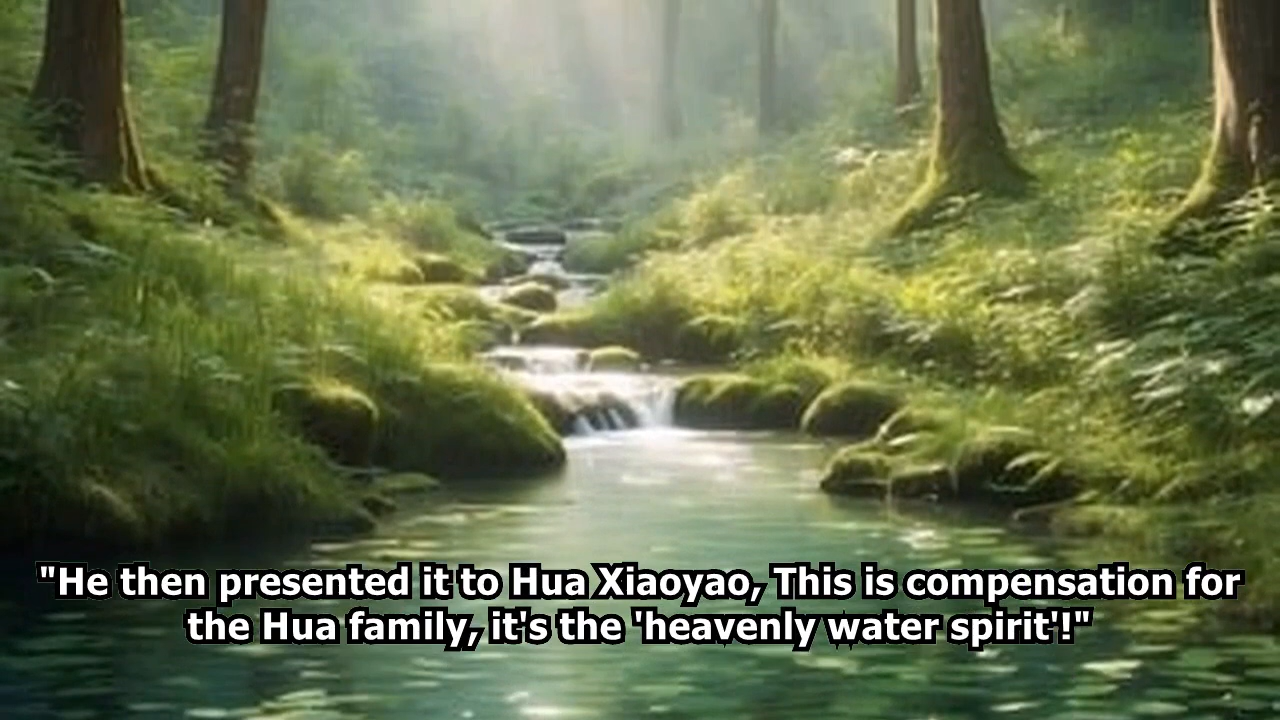 "He then presented it to Hua Xiaoyao, This is compensation for
the Hua family, it's the 'heavenly water spirit'!"